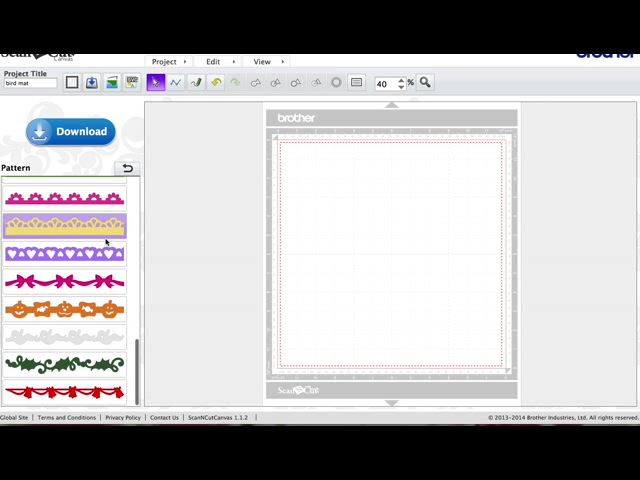 ScanNCut
Canvas
brother
Project
Edit
View
Project Title
bird mat
SVG
40 %
Download
Pattern
brother
ScanNCut
Global Site | Terms and Conditions | Privacy Policy | Contact Us | ScanNCutCanvas 1.1.2 |
© 2013-2014 Brother Industries, Ltd. All rights reserved.